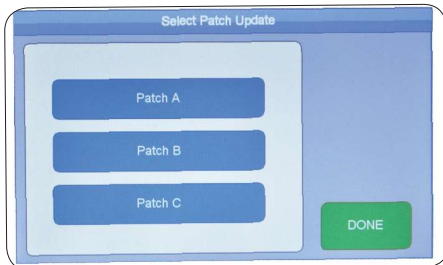 Select Patch Update
Patch A
Patch B
Patch C
DONE